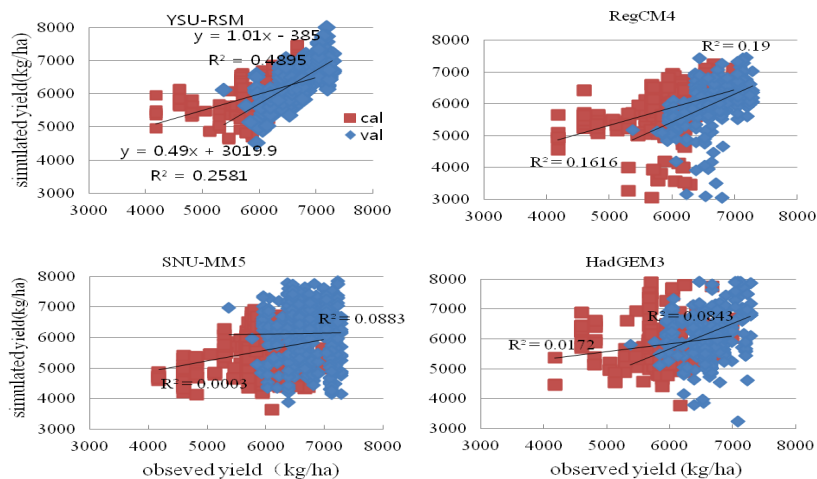 YSU-RSM
y = 1.01x - 385
R² = 0.4895
8000
7000
6000
5000
4000
3000
simulated yield(kg/ha)
cal
val
y = 0.49x + 3019.9
R² = 0.2581
3000 4000 5000 6000 7000 8000
RegCM4
R² = 0.19
8000
7000
6000
5000
4000
3000
R² = 0.1616
3000 4000 5000 6000 7000 8000
SNU-MM5
8000
7000
6000
5000
4000
3000
simulated yield(kg/ha)
R² = 0.0883
R² = 0.0003
3000 4000 5000 6000 7000 8000
obseved yield (kg/ha)
HadGEM3
8000
7000
6000
5000
4000
3000
R² = 0.0843
R² = 0.0172
3000 4000 5000 6000 7000 8000
observed yield (kg/ha)